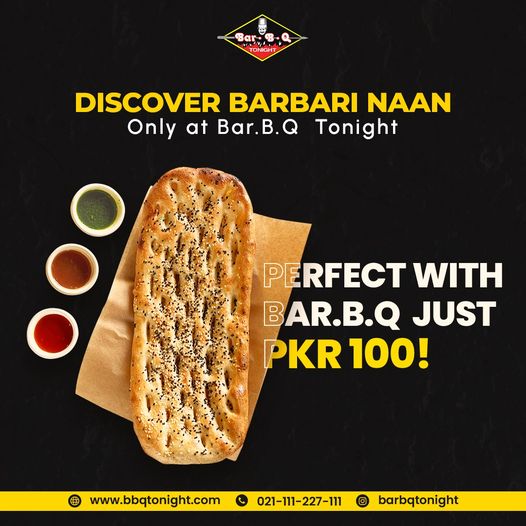 Bar.B.Q
TONIGHT
DISCOVER BARBARI NAAN
Only at Bar.B.Q Tonight
PERFECT WITH
BAR.B.Q JUST
PKR 100!
www.bbqtonight.com 021-111-227-111 barbqtonight